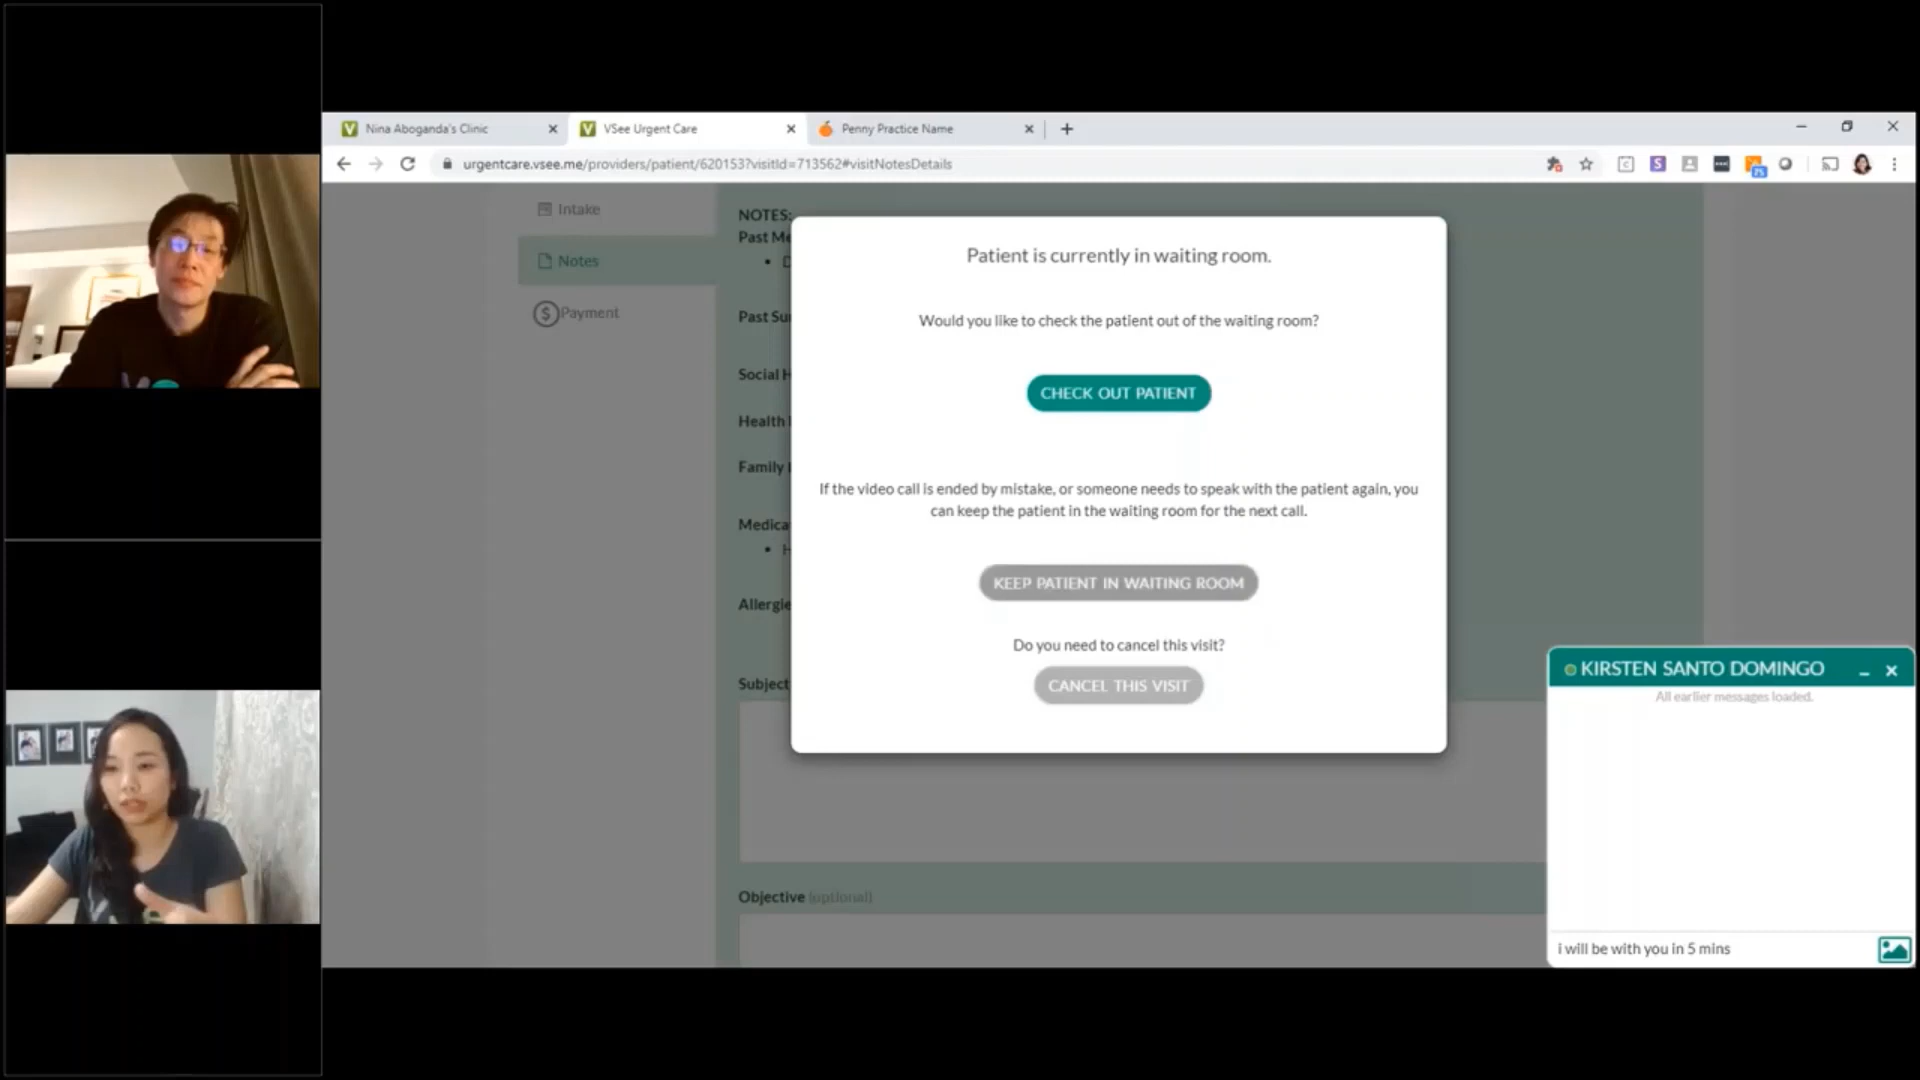 Nina Aboganda's Clinic
VSee Urgent Care
Penny Practice Name
urgentcare.vsee.me/providers/patient/620153?visitId=713562#visitNotesDetails
Intake
Notes
Payment
NOTES:
Past Me
Past Su
Social H
Health
Family
Medica
Allergie
Subject
Objective (optional)
Patient is currently in waiting room.
Would you like to check the patient out of the waiting room?
CHECK OUT PATIENT
If the video call is ended by mistake, or someone needs to speak with the patient again, you
can keep the patient in the waiting room for the next call.
KEEP PATIENT IN WAITING ROOM
Do you need to cancel this visit?
CANCEL THIS VISIT
KIRSTEN SANTO DOMINGO
All earlier messages loaded.
i will be with you in 5 mins